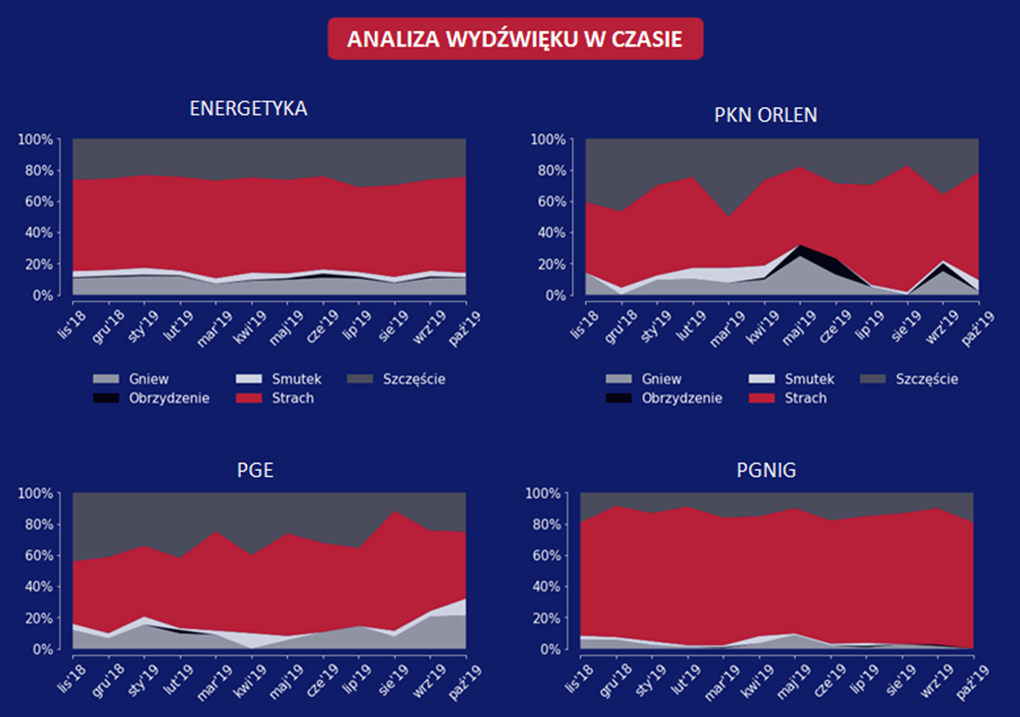 ANALIZA WYDŹWIĘKU W CZASIE
ENERGETYKA
100%
80%
60%
40%
20%
0%
lis'18 gru'18 sty'19 lut'19 mar'19 kwi'19 maj'19 cze'19 lip'19 sie'19 wrz'19 paź'19
Gniew Smutek Szczęście
Obrzydzenie Strach
PKN ORLEN
100%
80%
60%
40%
20%
0%
lis'18 gru'18 sty'19 lut'19 mar'19 kwi'19 maj'19 cze'19 lip'19 sie'19 wrz'19 paź'19
Gniew Smutek Szczęście
Obrzydzenie Strach
PGE
100%
80%
60%
40%
20%
0%
lis'18 gru'18 sty'19 lut'19 mar'19 kwi'19 maj'19 cze'19 lip'19 sie'19 wrz'19 paź'19
PGNIG
100%
80%
60%
40%
20%
0%
lis'18 gru'18 sty'19 lut'19 mar'19 kwi'19 maj'19 cze'19 lip'19 sie'19 wrz'19 paź'19